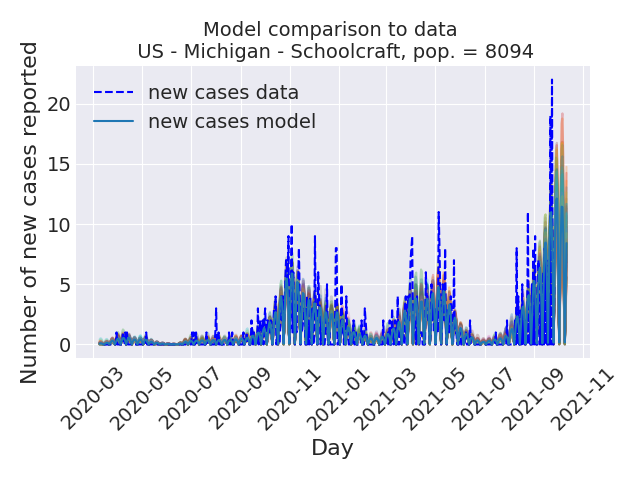 Model comparison to data
US - Michigan - Schoolcraft, pop. = 8094
Number of new cases reported
20
15
10
5
0
new cases data
new cases model
2020-03
2020-05
2020-07
2020-09
2020-11
2021-01
2021-03
2021-05
2021-07
2021-09
2021-11
Day